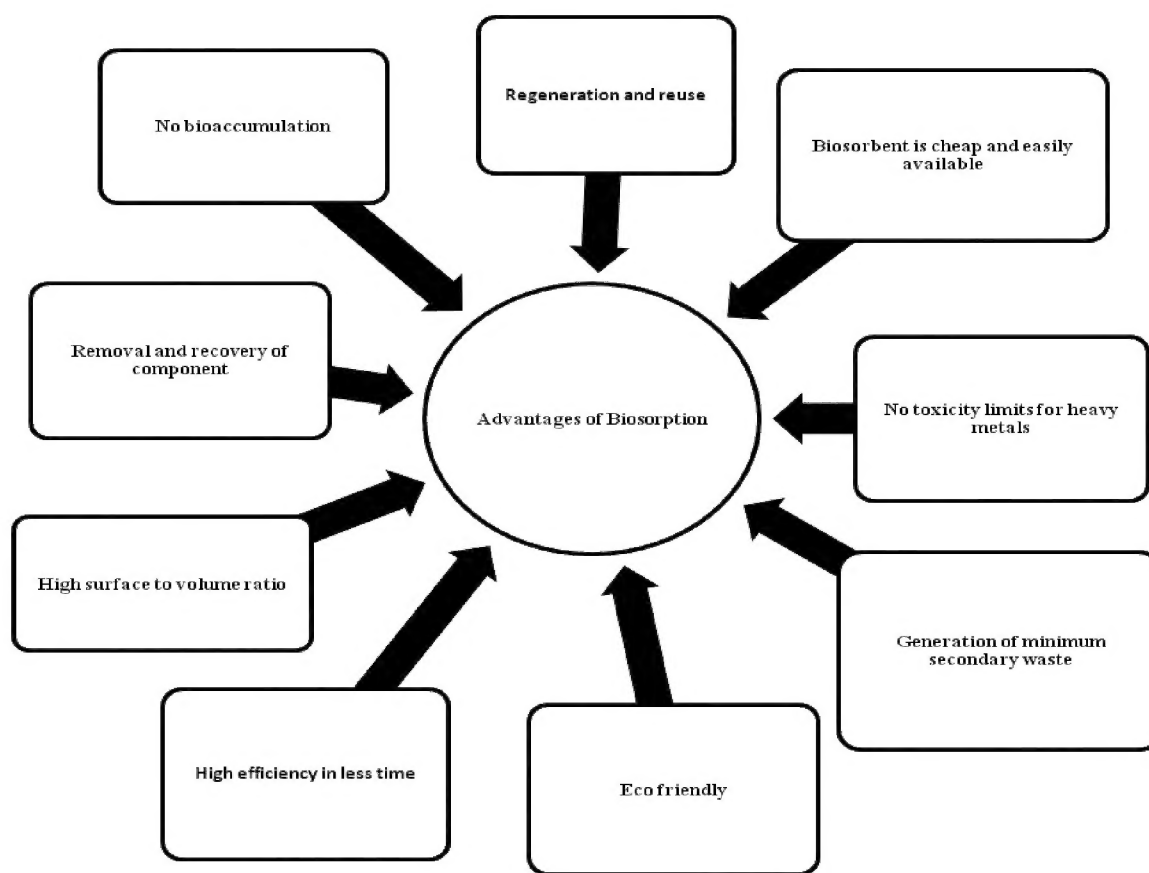 No bioaccumulation
Regeneration and reuse
Biosorbent is cheap and easily
available
Removal and recovery of
component
Advantages of Biosorption
No toxicity limits for heavy
metals
High surface to volume ratio
Generation of minimum
secondary waste
High efficiency in less time
Eco friendly